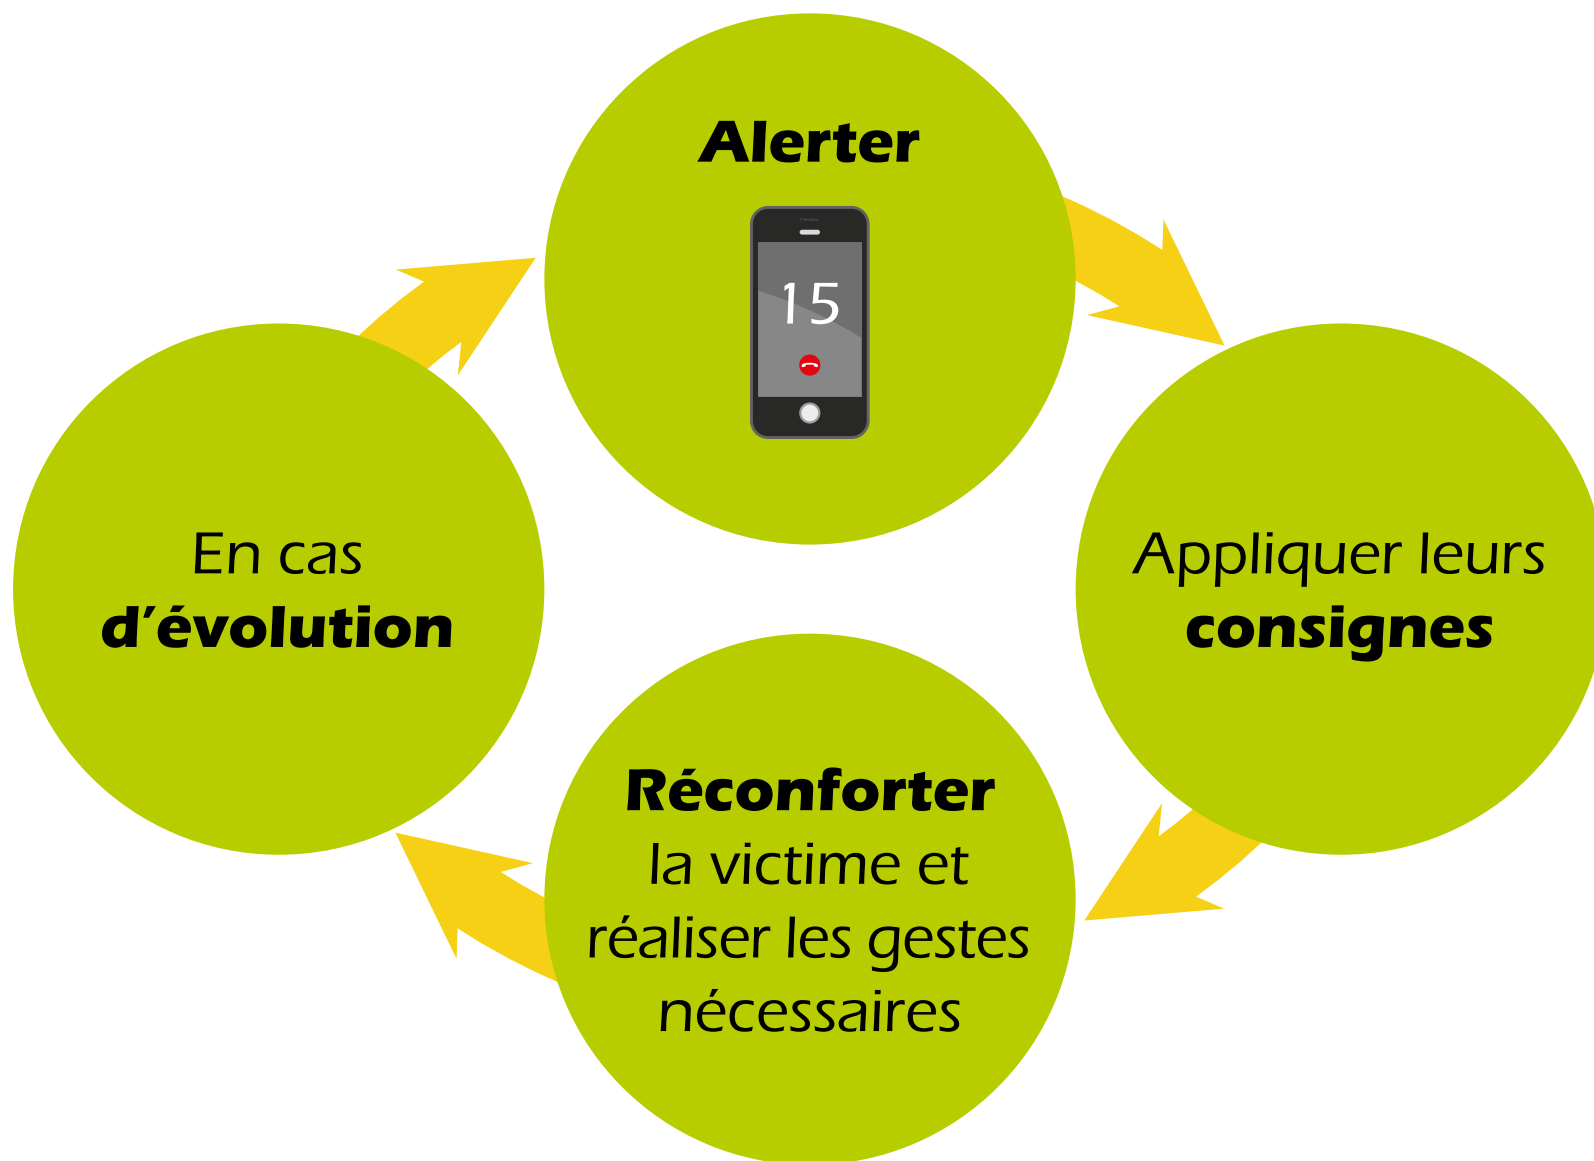 Alerter
15
Appliquer leurs
consignes
Réconforter
la victime et
réaliser les gestes
nécessaires
En cas
d’évolution